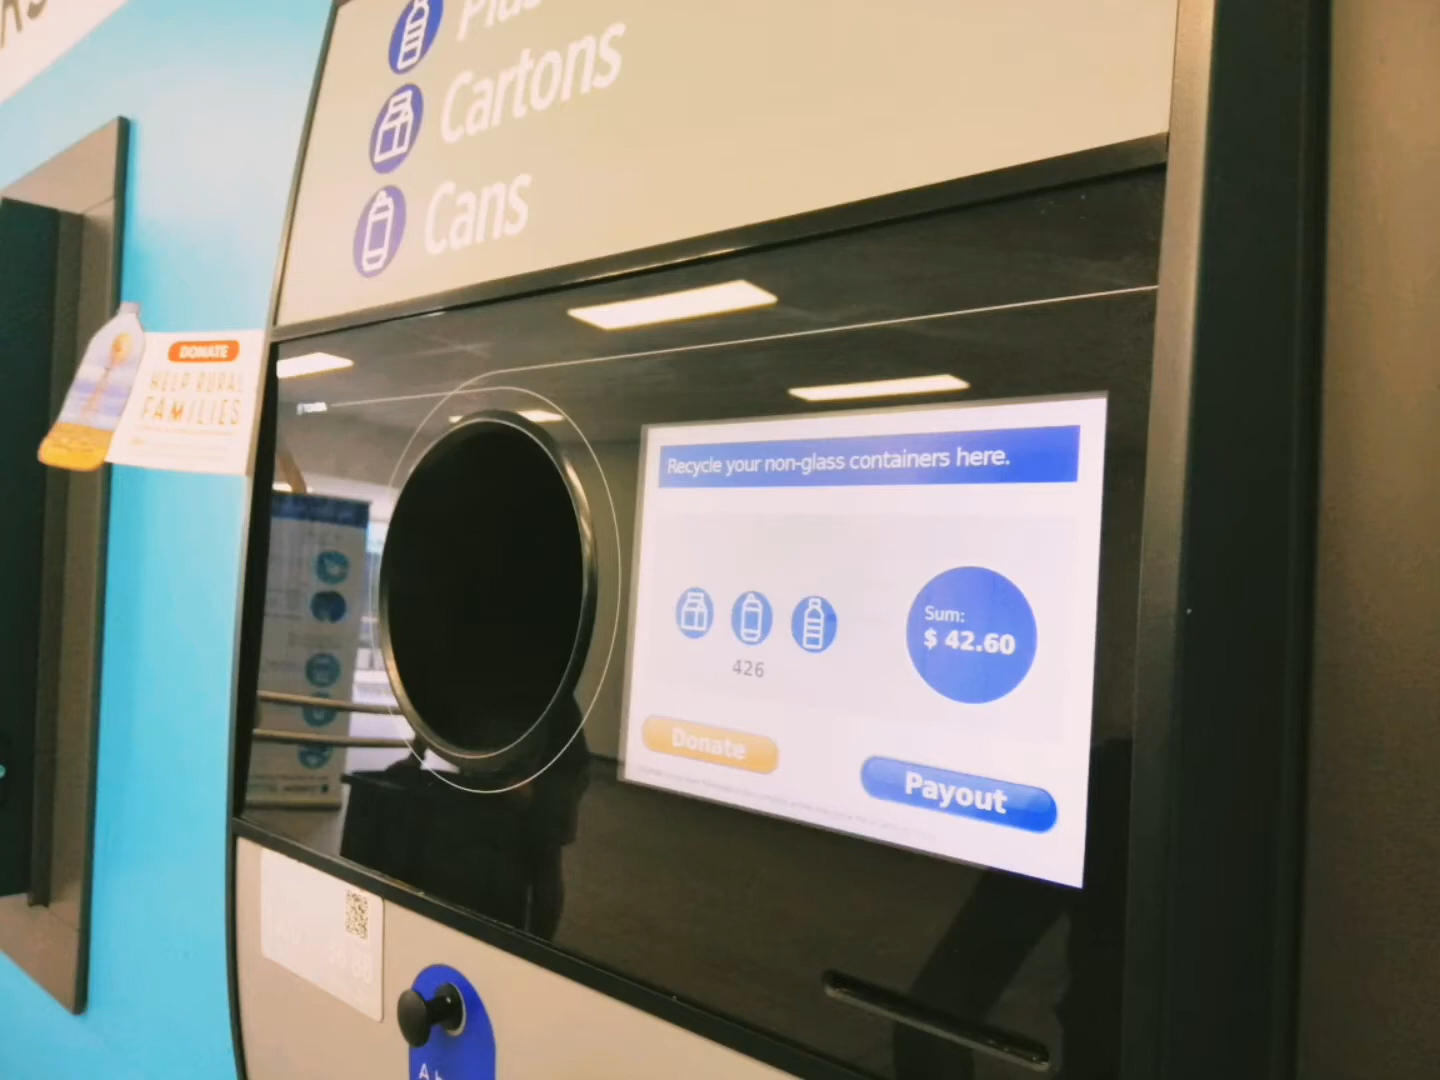 Cartons
Cans
DONATE
HELP RURAL
FAMILIES
Recycle your non-glass containers here.
Sum:
$ 42.60
426
Donate
Payout